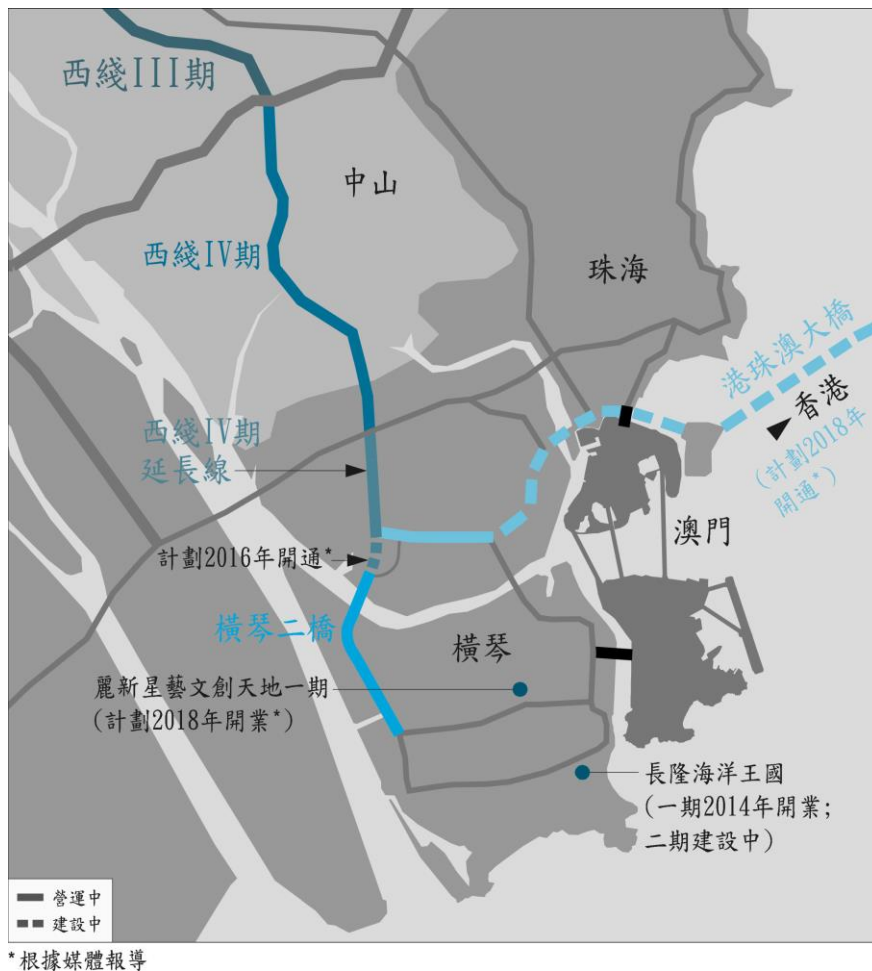 西綫III期
中山
西綫IV期
珠海
港珠澳大橋
香港
(計劃2018年
開通*)
西綫IV期
延長線
澳門
計劃2016年開通*
橫琴二橋
橫琴
麗新星藝文創天地一期
(計劃2018年開業*)
長隆海洋王國
(一期2014年開業;
二期建設中)
營運中
建設中
*根據媒體報導